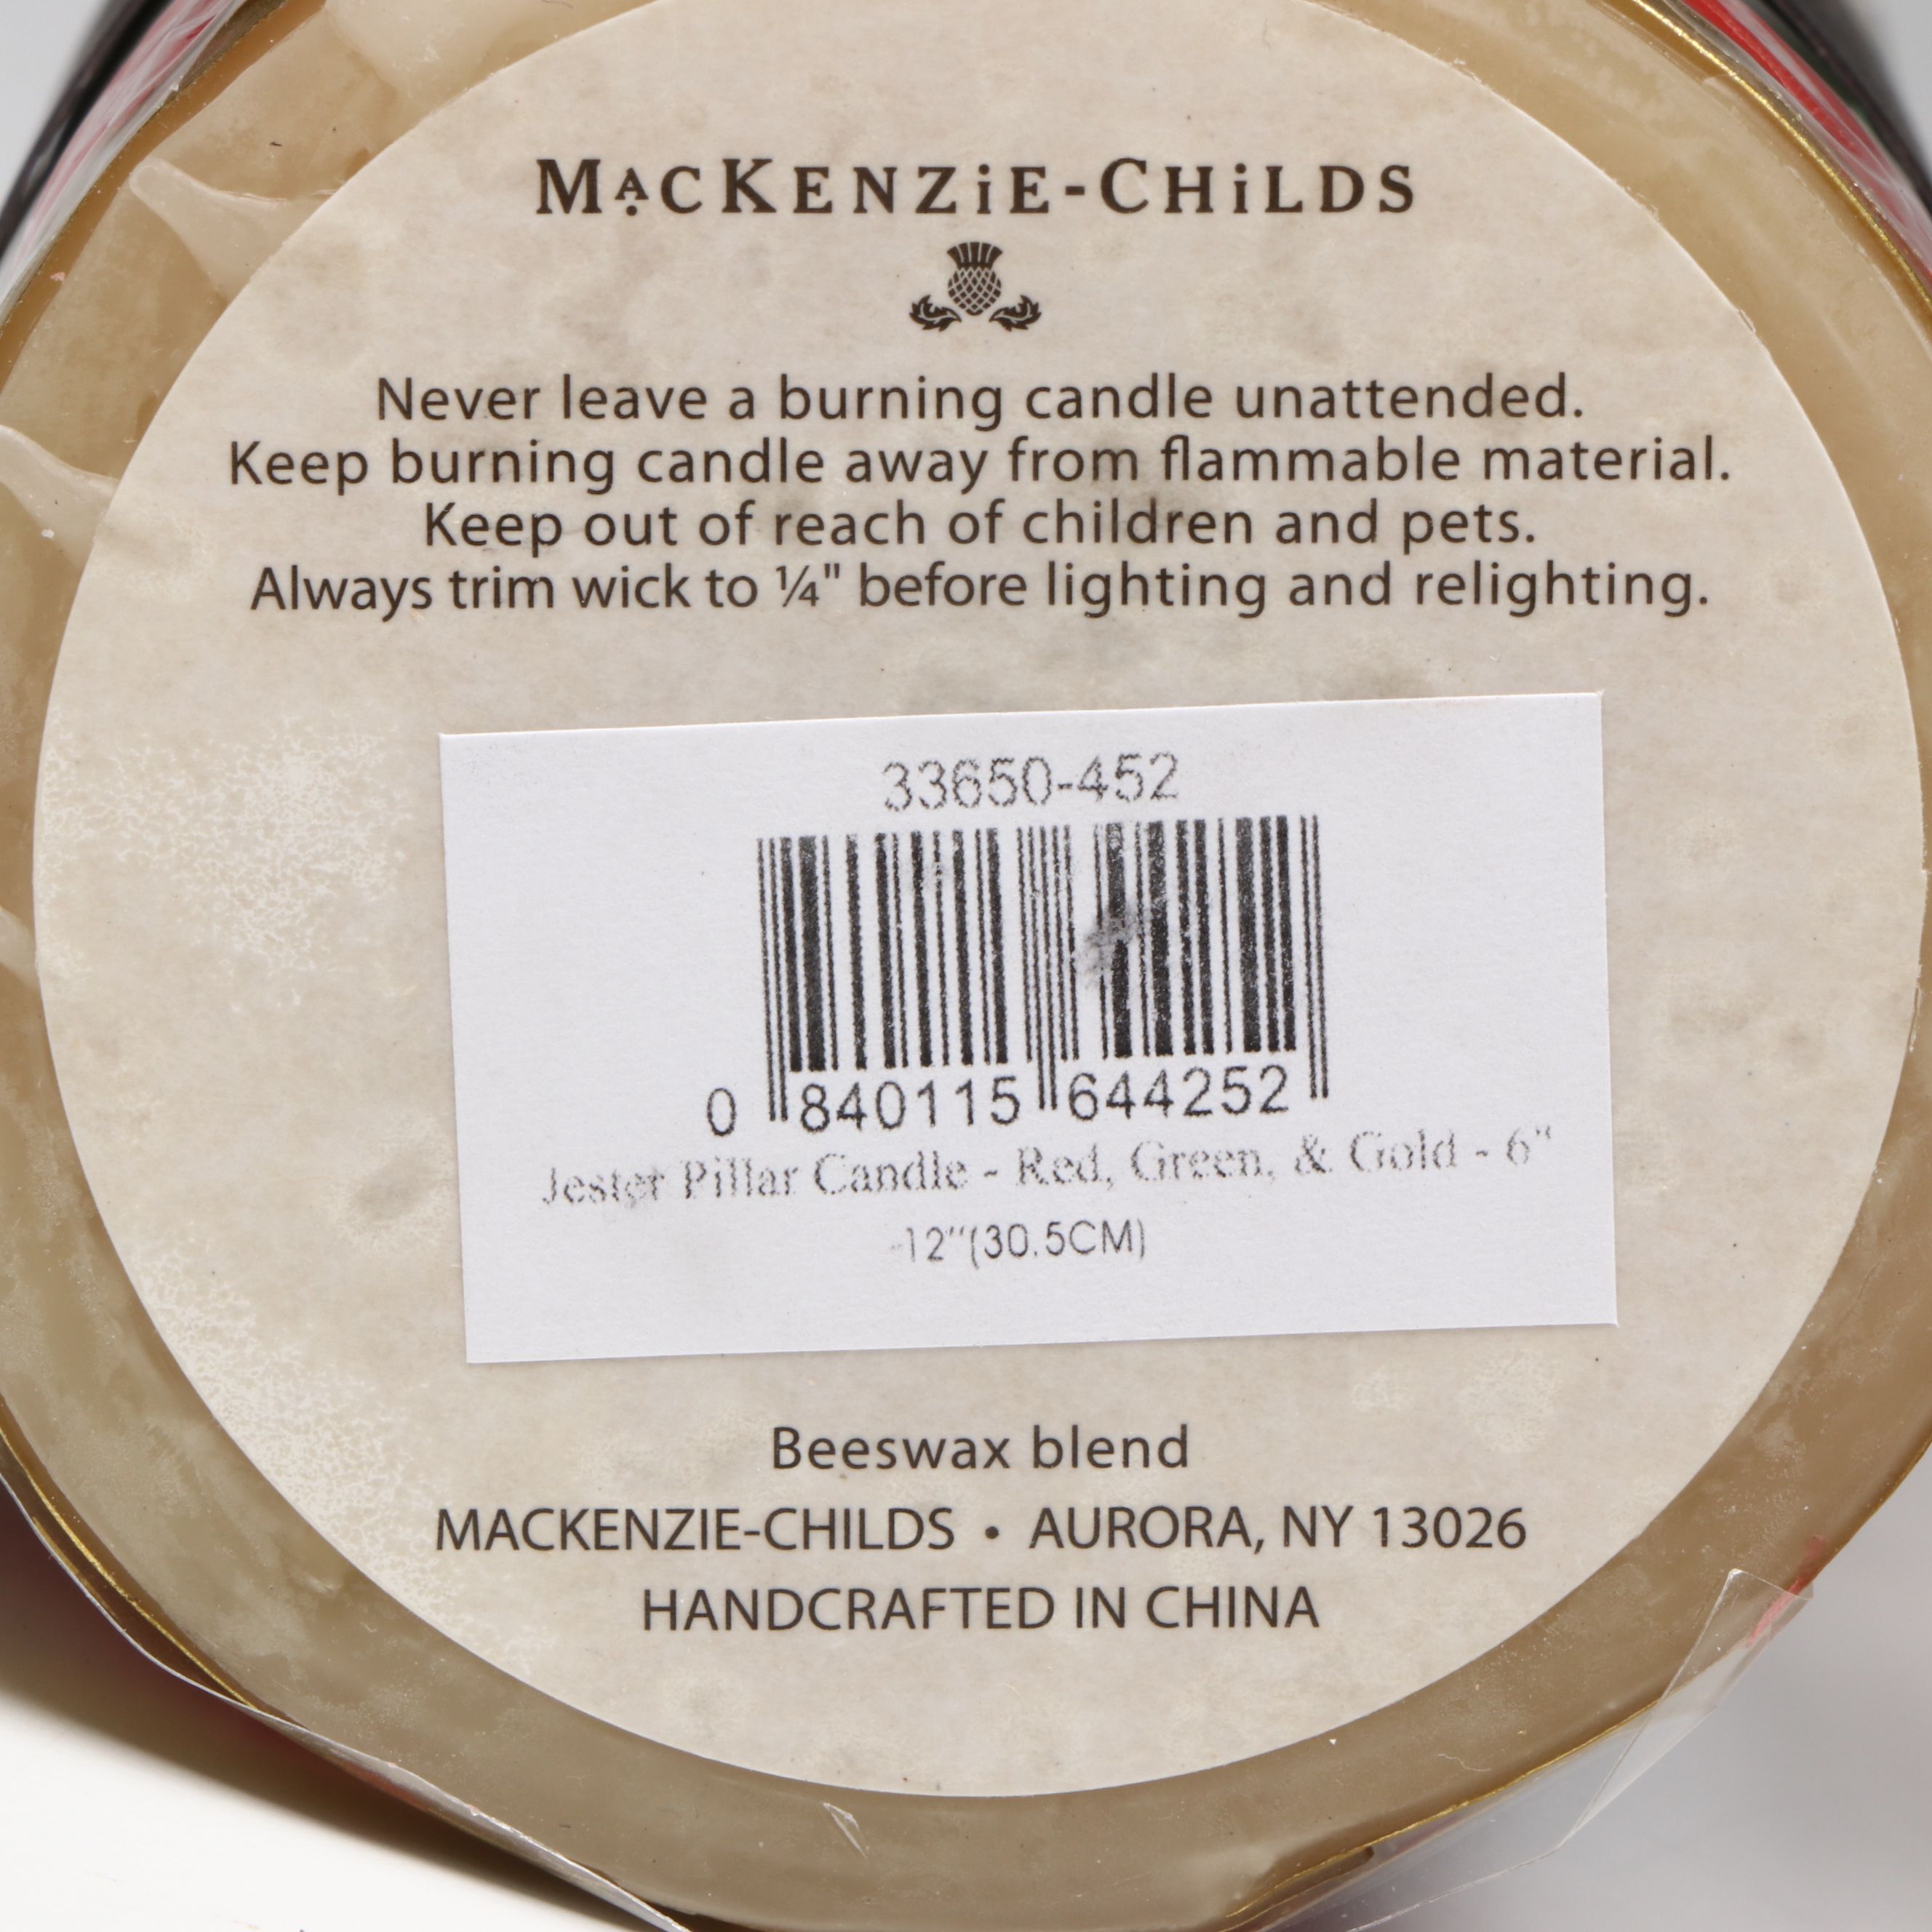 MACKENZiE-CHiLDS
Never leave a burning candle unattended.
Keep burning candle away from flammable material.
Keep out of reach of children and pets.
Always trim wick to ¼" before lighting and relighting.
33650-452
0 840115 644252
Jester Pillar Candle - Red, Green, & Gold - 6"
-12"(30.5CM)
Beeswax blend
MACKENZIE-CHILDS • AURORA, NY 13026
HANDCRAFTED IN CHINA